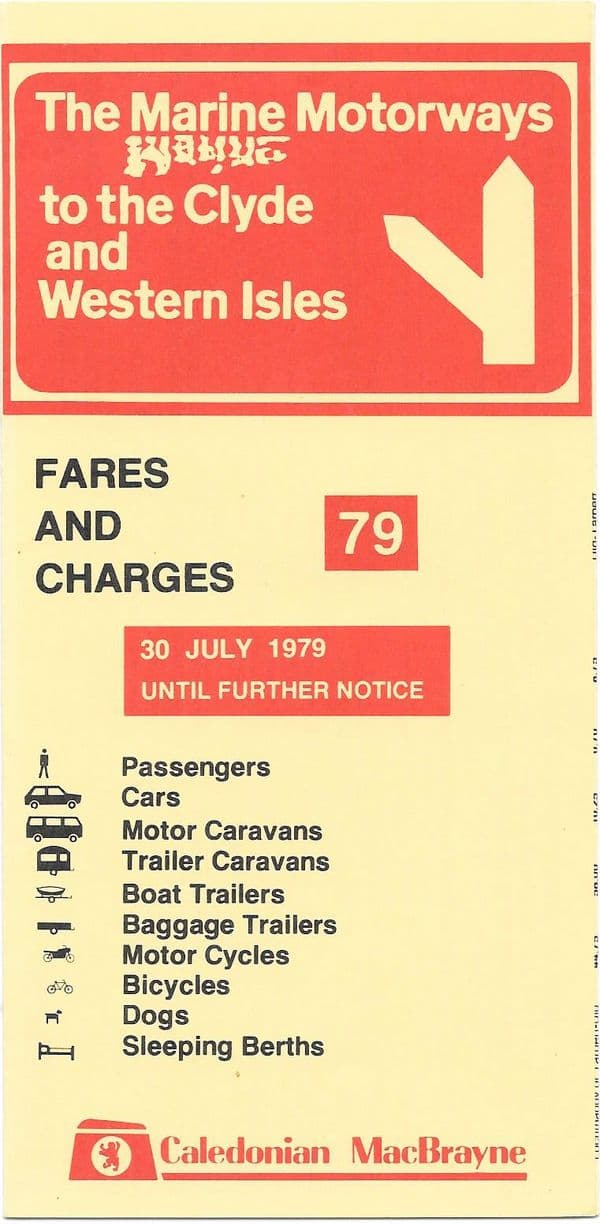 The Marine Motorways
to the Clyde
and
Western Isles
FARES
AND
CHARGES
79
30 JULY 1979
UNTIL FURTHER NOTICE
Passengers
Cars
Motor Caravans
Trailer Caravans
Boat Trailers
Baggage Trailers
Motor Cycles
Bicycles
Dogs
Sleeping Berths
Caledonian MacBrayne